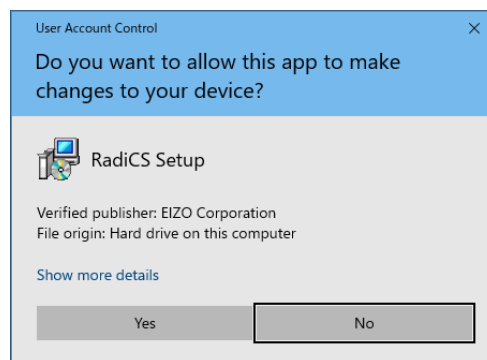 User Account Control
Do you want to allow this app to make
changes to your device?
RadiCS Setup
Verified publisher: EIZO Corporation
File origin: Hard drive on this computer
Show more details
Yes
No